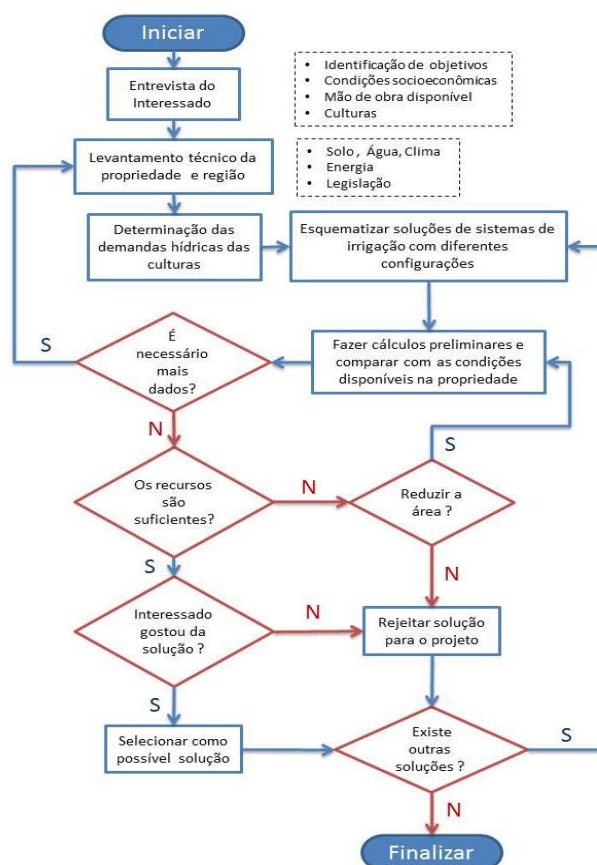 Iniciar
Entrevista do
Interessado
• Identificação de objetivos
• Condições socioeconômicas
• Mão de obra disponível
• Culturas
Levantamento técnico da
propriedade e região
• Solo , Água, Clima
• Energia
• Legislação
Determinação das
demandas hídricas das
culturas
Esquematizar soluções de sistemas de
irrigação com diferentes
configurações
S
É
necessário
mais
dados?
Fazer cálculos preliminares e
comparar com as condições
disponíveis na propriedade
N
S
Os recursos
são
suficientes?
N
Reduzir a
área ?
S
N
Interessado
gostou da
solução ?
N
Rejeitar solução
para o projeto
S
Selecionar como
possível solução
Existe
outras
soluções ?
S
N
Finalizar